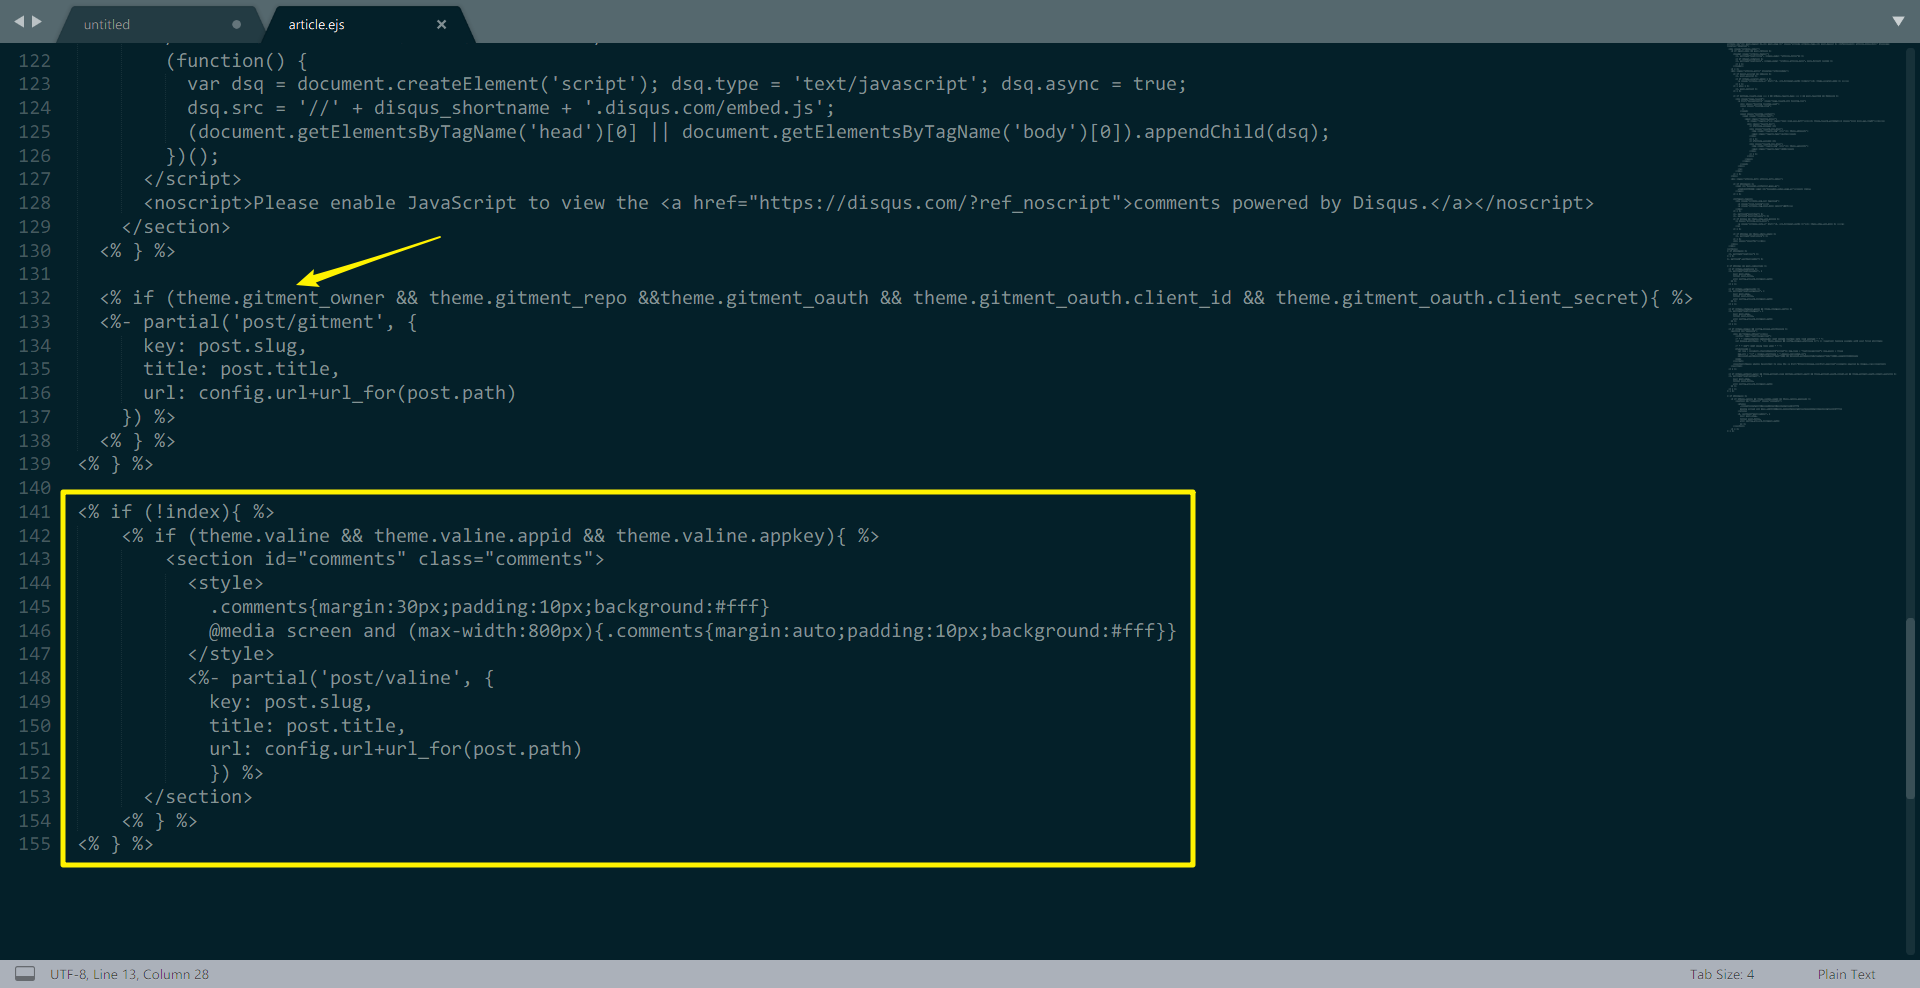 untitled
article.ejs
122 (function() {
123 var dsq = document.createElement('script'); dsq.type = 'text/javascript'; dsq.async = true;
124 dsq.src = '//' + disqus_shortname + '.disqus.com/embed.js';
125 (document.getElementsByTagName('head')[0] || document.getElementsByTagName('body')[0]).appendChild(dsq);
126 })();
127 </script>
128 <noscript>Please enable JavaScript to view the <a href="https://disqus.com/?ref_noscript">comments powered by Disqus.</a></noscript>
129 </section>
130 <% } %>
131
132 <% if (theme.gitment_owner && theme.gitment_repo &&theme.gitment_oauth && theme.gitment_oauth.client_id && theme.gitment_oauth.client_secret){ %>
133 <%- partial('post/gitment', {
134 key: post.slug,
135 title: post.title,
136 url: config.url+url_for(post.path)
137 }) %>
138 <% } %>
139 <% } %>
140
141 <% if (!index){ %>
142 <% if (theme.valine && theme.valine.appid && theme.valine.appkey){ %>
143 <section id="comments" class="comments">
144 <style>
145 .comments{margin:30px;padding:10px;background:#fff}
146 @media screen and (max-width:800px){.comments{margin:auto;padding:10px;background:#fff}}
147 </style>
148 <%- partial('post/valine', {
149 key: post.slug,
150 title: post.title,
151 url: config.url+url_for(post.path)
152 }) %>
153 </section>
154 <% } %>
155 <% } %>
UTF-8, Line 13, Column 28
Tab Size: 4
Plain Text